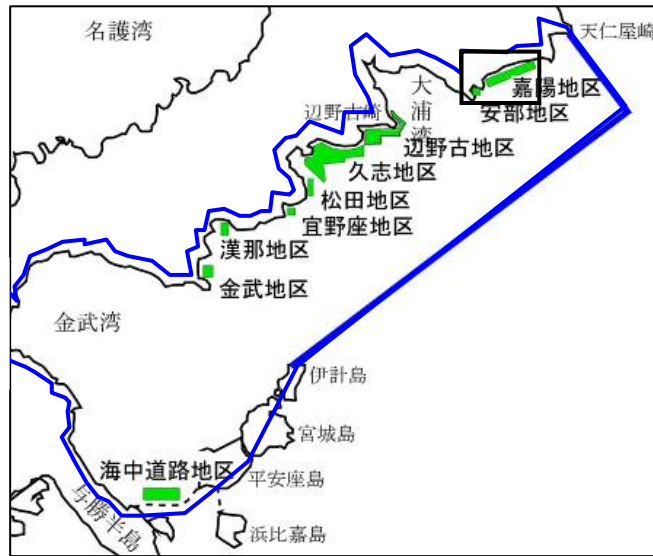 名護湾
天仁屋崎
大浦湾
嘉陽地区
安部地区
辺野古崎
辺野古地区
久志地区
松田地区
宜野座地区
漢那地区
金武地区
金武湾
伊計島
宮城島
海中道路地区
平安座島
与勝半島
浜比嘉島